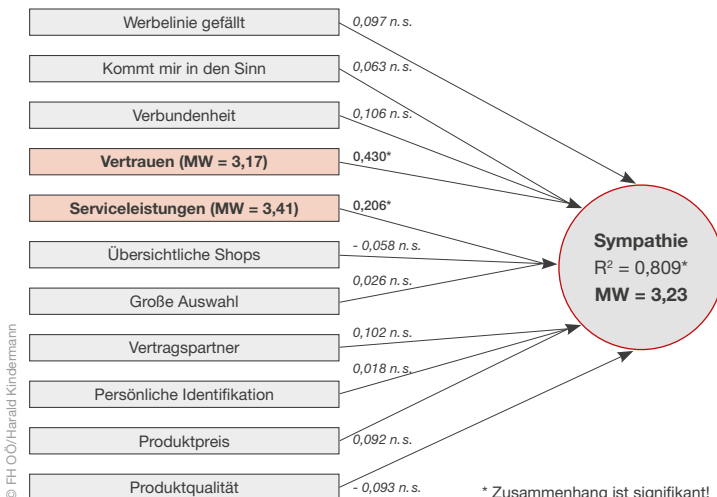 Werbelinie gefällt
0,097 n.s.
Kommt mir in den Sinn
0,063 n.s.
Verbundenheit
0,106 n.s.
Vertrauen (MW = 3,17)
0,430*
Serviceleistungen (MW = 3,41)
0,206*
Übersichtliche Shops
- 0,058 n.s.
Große Auswahl
0,026 n.s.
Vertragspartner
0,102 n.s.
Persönliche Identifikation
0,018 n.s.
Produktpreis
0,092 n.s.
Produktqualität
- 0,093 n.s.
Sympathie
R² = 0,809*
MW = 3,23
* Zusammenhang ist signifikant!
© FH OÖ/Harald Kindermann